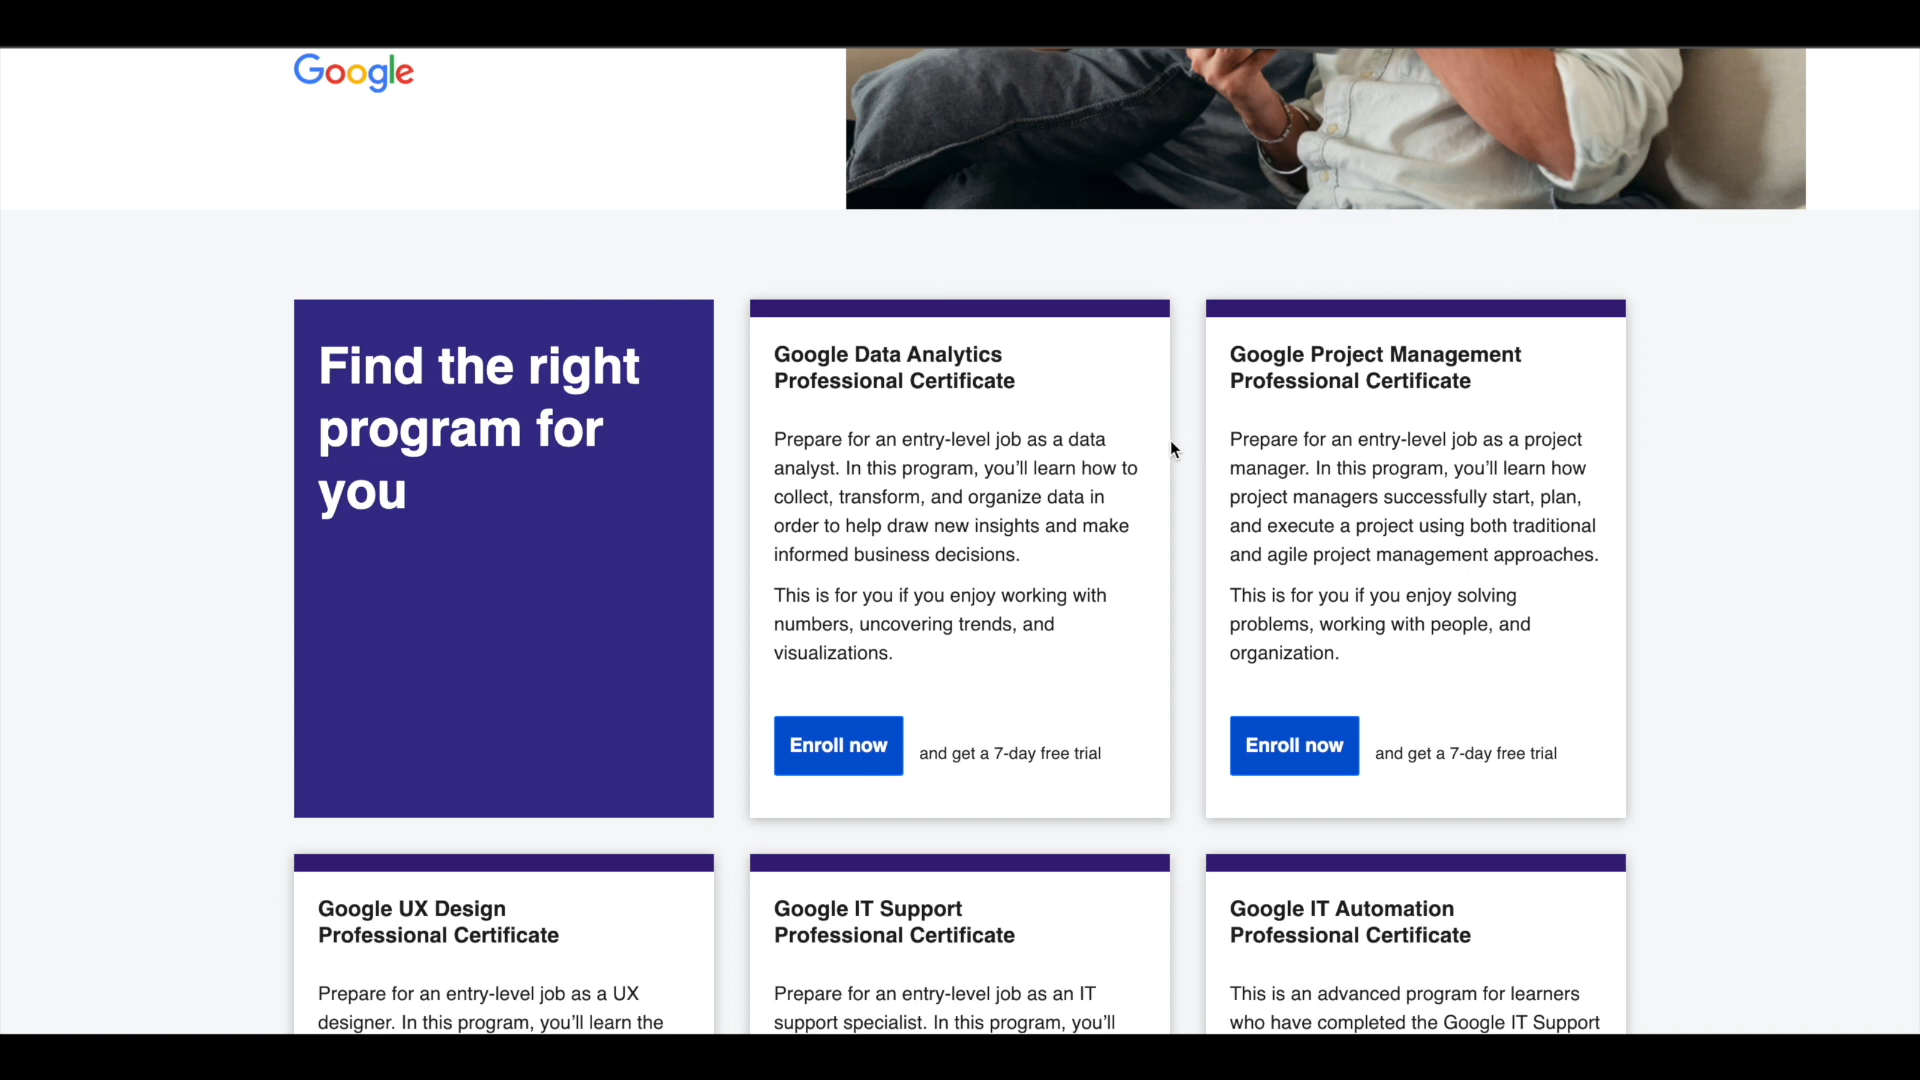 Google
Find the right
program for
you
Google Data Analytics
Professional Certificate
Prepare for an entry-level job as a data
analyst. In this program, you’ll learn how to
collect, transform, and organize data in
order to help draw new insights and make
informed business decisions.
This is for you if you enjoy working with
numbers, uncovering trends, and
visualizations.
Enroll now and get a 7-day free trial
Google Project Management
Professional Certificate
Prepare for an entry-level job as a project
manager. In this program, you’ll learn how
project managers successfully start, plan,
and execute a project using both traditional
and agile project management approaches.
This is for you if you enjoy solving
problems, working with people, and
organization.
Enroll now and get a 7-day free trial
Google UX Design
Professional Certificate
Prepare for an entry-level job as a UX
designer. In this program, you’ll learn the
Google IT Support
Professional Certificate
Prepare for an entry-level job as an IT
support specialist. In this program, you’ll
Google IT Automation
Professional Certificate
This is an advanced program for learners
who have completed the Google IT Support